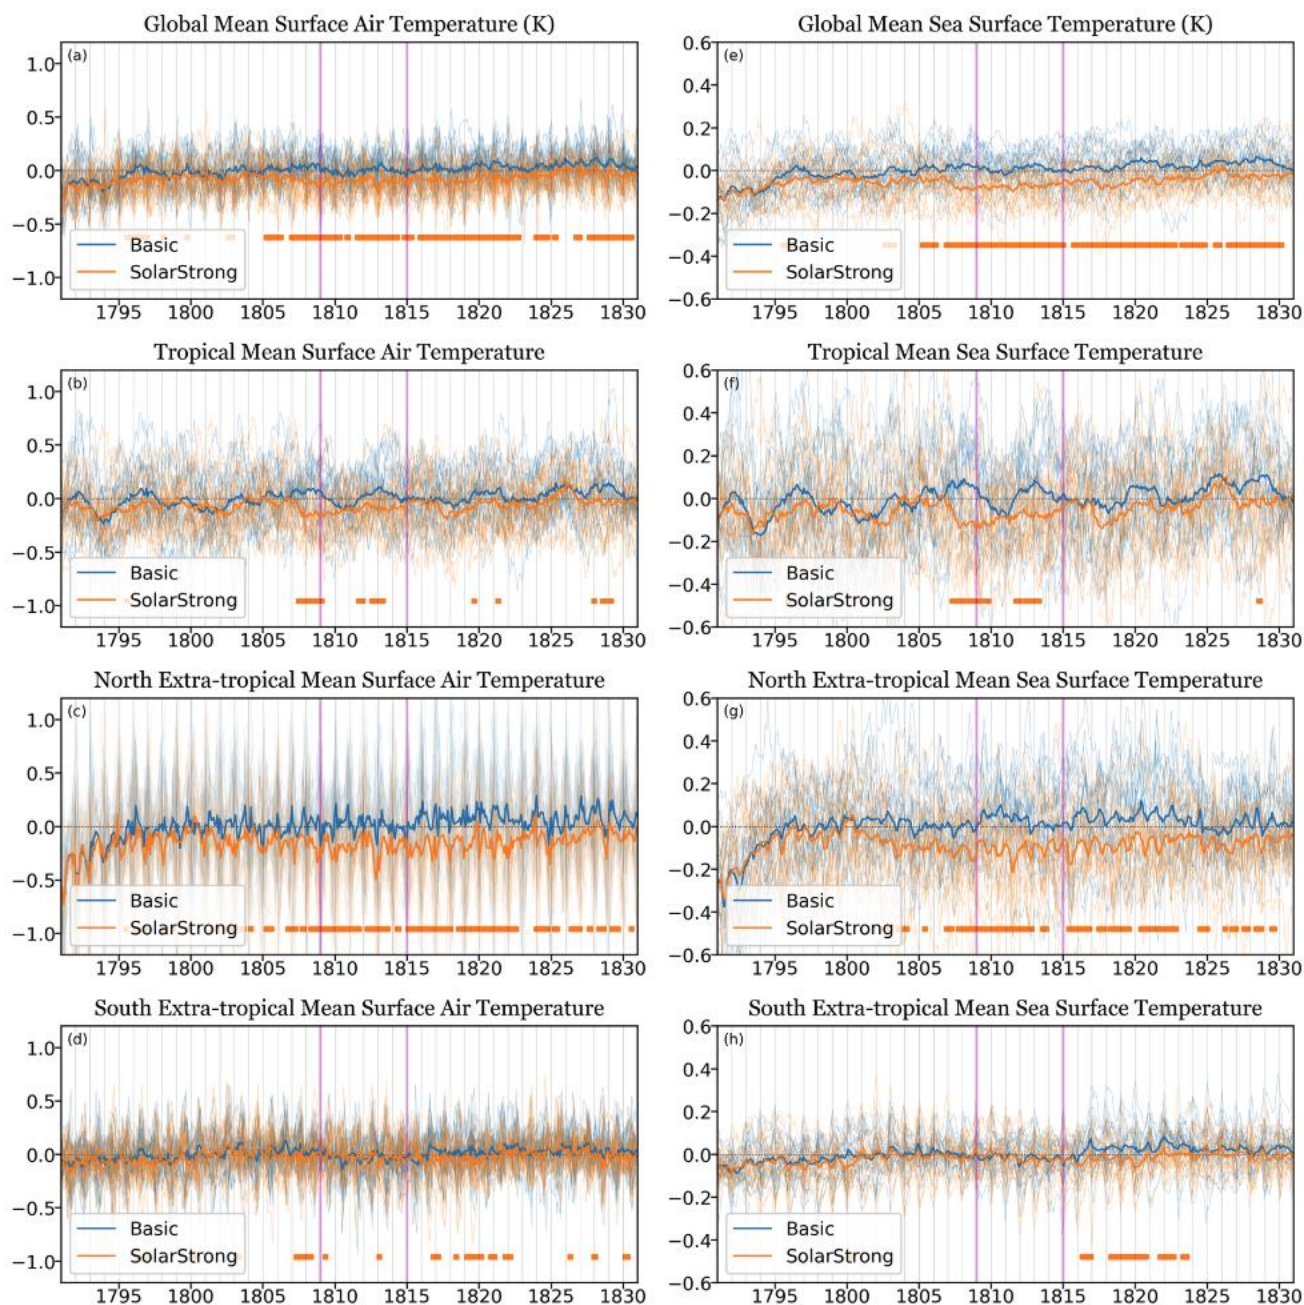 Global Mean Surface Air Temperature (K)
(a)
1.0
0.5
0.0
−0.5
−1.0
Basic
SolarStrong
1795 1800 1805 1810 1815 1820 1825 1830
Global Mean Sea Surface Temperature (K)
(e)
0.6
0.4
0.2
0.0
−0.2
−0.4
−0.6
Basic
SolarStrong
1795 1800 1805 1810 1815 1820 1825 1830
Tropical Mean Surface Air Temperature
(b)
1.0
0.5
0.0
−0.5
−1.0
Basic
SolarStrong
1795 1800 1805 1810 1815 1820 1825 1830
Tropical Mean Sea Surface Temperature
(f)
0.6
0.4
0.2
0.0
−0.2
−0.4
−0.6
Basic
SolarStrong
1795 1800 1805 1810 1815 1820 1825 1830
North Extra-tropical Mean Surface Air Temperature
(c)
1.0
0.5
0.0
−0.5
−1.0
Basic
SolarStrong
1795 1800 1805 1810 1815 1820 1825 1830
North Extra-tropical Mean Sea Surface Temperature
(g)
0.6
0.4
0.2
0.0
−0.2
−0.4
−0.6
Basic
SolarStrong
1795 1800 1805 1810 1815 1820 1825 1830
South Extra-tropical Mean Surface Air Temperature
(d)
1.0
0.5
0.0
−0.5
−1.0
Basic
SolarStrong
1795 1800 1805 1810 1815 1820 1825 1830
South Extra-tropical Mean Sea Surface Temperature
(h)
0.6
0.4
0.2
0.0
−0.2
−0.4
−0.6
Basic
SolarStrong
1795 1800 1805 1810 1815 1820 1825 1830